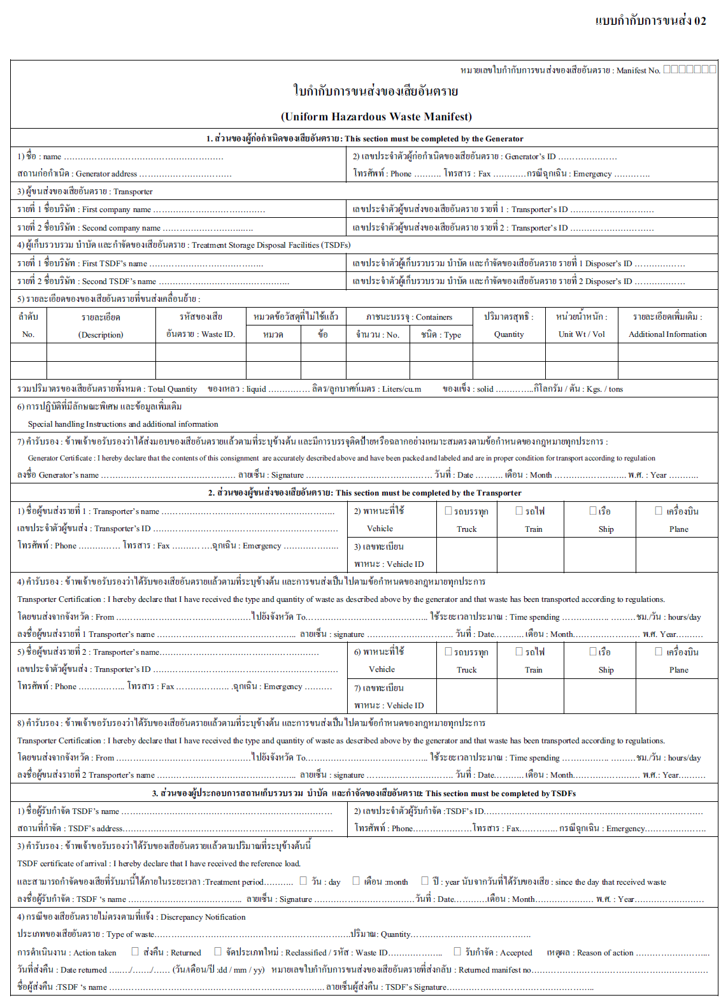 แบบกำกับการขนส่ง 02
หมายเลขใบกำกับการขนส่งของเสียอันตราย : Manifest No. □□□□□□□
ใบกำกับการขนส่งของเสียอันตราย
(Uniform Hazardous Waste Manifest)
1. ส่วนของผู้ก่อกำเนิดของเสียอันตราย: This section must be completed by the Generator
1) ชื่อ : name ………………………………………………… 2) เลขประจำตัวผู้ก่อกำเนิดของเสียอันตราย : Generator's ID …………………
สถานก่อกำเนิด : Generator address …………………………… โทรศัพท์ : Phone ………. โทรสาร : Fax …………กรณีฉุกเฉิน : Emergency ………….
3) ผู้ขนส่งของเสียอันตราย : Transporter
รายที่ 1 ชื่อบริษัท : First company name ………………………………… เลขประจำตัวผู้ขนส่งของเสียอันตราย รายที่ 1 : Transporter's ID …………………………
รายที่ 2 ชื่อบริษัท : Second company name ……………………….…. เลขประจำตัวผู้ขนส่งของเสียอันตราย รายที่ 2 : Transporter's ID …………………………
4) ผู้เก็บรวบรวม บำบัด และกำจัดของเสียอันตราย : Treatment Storage Disposal Facilities (TSDFs)
รายที่ 1 ชื่อบริษัท : First TSDF's name ………………………………….. เลขประจำตัวผู้เก็บรวบรวม บำบัด และกำจัดของเสียอันตราย รายที่ 1 Disposer's ID ………………
รายที่ 2 ชื่อบริษัท : Second TSDF's name ……………………………………….. เลขประจำตัวผู้เก็บรวบรวม บำบัด และกำจัดของเสียอันตราย รายที่ 2 Disposer's ID ………………
5) รายละเอียดของของเสียอันตรายที่ขนส่งเคลื่อนย้าย :
ลำดับ รายละเอียด รหัสของเสีย หมวดข้อวัสดุที่ไม่ใช้แล้ว ภาชนะบรรจุ : Containers ปริมาตรสุทธิ : หน่วยน้ำหนัก : รายละเอียดเพิ่มเติม :
No. (Description) อันตราย : Waste ID. หมวด ข้อ จำนวน : No. ชนิด : Type Quantity Unit Wt / Vol Additional Information
รวมปริมาตรของเสียอันตรายทั้งหมด : Total Quantity ของเหลว : liquid …………… ลิตร/ลูกบาศก์เมตร : Liters/cu.m ของแข็ง : solid …………..กิโลกรัม / ตัน : Kgs. / tons
6) การปฏิบัติที่มีลักษณะพิเศษ และข้อมูลเพิ่มเติม
Special handling Instructions and additional information
7) คำรับรอง : ข้าพเจ้าขอรับรองว่าได้ส่งมอบของเสียอันตรายแล้วตามที่ระบุข้างต้น และมีการบรรจุติดป้ายหรือฉลากอย่างเหมาะสมตรงตามข้อกำหนดของกฎหมายทุกประการ :
Generator Certificate : I hereby declare that the contents of this consignment are accurately described above and have been packed and labeled and are in proper condition for transport according to regulation
ลงชื่อ Generator's name ………………………………………… ลายเซ็น : Signature ……………………………………… วันที่ : Date ………. เดือน : Month …………………….. พ.ศ. : Year ………..
2. ส่วนของผู้ขนส่งของเสียอันตราย: This section must be completed by the Transporter
1) ชื่อผู้ขนส่งรายที่ 1 : Transporter's name …………………………………………………….. 2) พาหนะที่ใช้ □ รถบรรทุก □ รถไฟ □ เรือ □ เครื่องบิน
เลขประจำตัวผู้ขนส่ง : Transporter's ID ………………………………………………………… Vehicle Truck Train Ship Plane
โทรศัพท์ : Phone …………… โทรสาร : Fax ……………ฉุกเฉิน : Emergency ……………….. 3) เลขทะเบียน
พาหนะ : Vehicle ID
4) คำรับรอง : ข้าพเจ้าขอรับรองว่าได้รับของเสียอันตรายแล้วตามที่ระบุข้างต้น และการขนส่งเป็นไปตามข้อกำหนดของกฎหมายทุกประการ
Transporter Certification : I hereby declare that I have received the type and quantity of waste as described above by the generator and that waste has been transported according to regulations.
โดยขนส่งจากจังหวัด : From …………………………………………ไปยังจังหวัด To…………………………………….. ใช้ระยะเวลาประมาณ : Time spending …………….. ………ชม./วัน : hours/day
ลงชื่อผู้ขนส่งรายที่ 1 Transporter's name ………………………………………….. ลายเซ็น : signature …………………………. วันที่ : Date……….. เดือน : Month…………………… พ.ศ. Year……….
5) ชื่อผู้ขนส่งรายที่ 2 : Transporter's name………………………………………………… 6) พาหนะที่ใช้ □ รถบรรทุก □ รถไฟ □ เรือ □ เครื่องบิน
เลขประจำตัวผู้ขนส่ง : Transporter's ID ………………………………………………………… Vehicle Truck Train Ship Plane
โทรศัพท์ : Phone …………….. โทรสาร : Fax ………………. .ฉุกเฉิน : Emergency ………. 7) เลขทะเบียน
พาหนะ : Vehicle ID
8) คำรับรอง : ข้าพเจ้าขอรับรองว่าได้รับของเสียอันตรายแล้วตามที่ระบุข้างต้น และการขนส่งเป็นไปตามข้อกำหนดของกฎหมายทุกประการ
Transporter Certification : I hereby declare that I have received the type and quantity of waste as described above by the generator and that waste has been transported according to regulations.
โดยขนส่งจากจังหวัด : From …………………………………………ไปยังจังหวัด To…………………………………….. ใช้ระยะเวลาประมาณ : Time spending …………….. ………ชม./วัน : hours/day
ลงชื่อผู้ขนส่งรายที่ 2 Transporter's name ………………………………………….. ลายเซ็น : signature …………………………. วันที่ : Date……….. เดือน : Month…………………… พ.ศ.: Year………
3. ส่วนของผู้ประกอบการสถานเก็บรวบรวม บำบัด และกำจัดของเสียอันตราย: This section must be completed by TSDFs
1) ชื่อผู้รับกำจัด TSDF's name ………………………………………………………………… 2) เลขประจำตัวผู้รับกำจัด :TSDF's ID……………………………………………………………………
สถานที่กำจัด : TSDF's address………………………………………………………………… โทรศัพท์ : Phone…………………โทรสาร : Fax…………. กรณีฉุกเฉิน : Emergency………………….
3) คำรับรอง : ข้าพเจ้าขอรับรองว่าได้รับของเสียอันตรายแล้วตามปริมาณที่ระบุข้างต้นนี้
TSDF certificate of arrival : I hereby declare that I have received the reference load.
และสามารถกำจัดของเสียที่รับมานี้ได้ภายในระยะเวลา :Treatment period……….. □ วัน : day □ เดือน :month □ ปี : year นับจากวันที่ได้รับของเสีย : since the day that received waste
ลงชื่อผู้รับกำจัด : TSDF 's name ………………………………….. ลายเซ็น : Signature ………………………………วันที่ : Date…………เดือน : Month………………… พ.ศ. : Year……………………
4) กรณีของเสียอันตรายไม่ตรงตามที่แจ้ง : Discrepancy Notification
ประเภทของเสียอันตราย : Type of waste……………………………………………………………ปริมาณ: Quantity…………………………………….
การดำเนินงาน : Action taken □ ส่งคืน : Returned □ จัดประเภทใหม่ : Reclassified / รหัส : Waste ID……………….. □ รับกำจัด : Accepted เหตุผล : Reason of action ……………………..
วันที่ส่งคืน : Date returned ……./……./…… (วัน/เดือน/ปี :dd / mm / yy) หมายเลขใบกำกับการขนส่งของเสียอันตรายที่ส่งกลับ : Returned manifest no………………………………………………………
ชื่อผู้ส่งคืน :TSDF 's name ………………………………………………………………….. ลายเซ็นผู้ส่งคืน : TSDF's Signature……………………………………………..